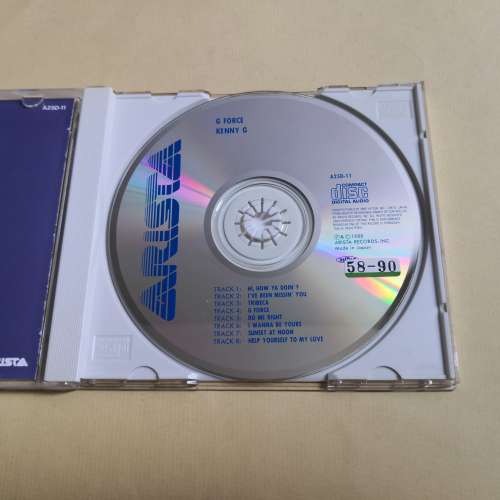 A25D-11
G FORCE
KENNY G
ARISTA
A25D-11
COMPACT
disc
DIGITAL AUDIO
ARISTA RECORDS, INC.
Made in Japan
58-90
TRACK 1: HI, HOW YA DOIN'?
TRACK 2: I'VE BEEN MISSIN' YOU
TRACK 3: TRIBECA
TRACK 4: G FORCE
TRACK 5: DO ME RIGHT
TRACK 6: I WANNA BE YOURS
TRACK 7: SUNSET AT NOON
TRACK 8: HELP YOURSELF TO MY LOVE